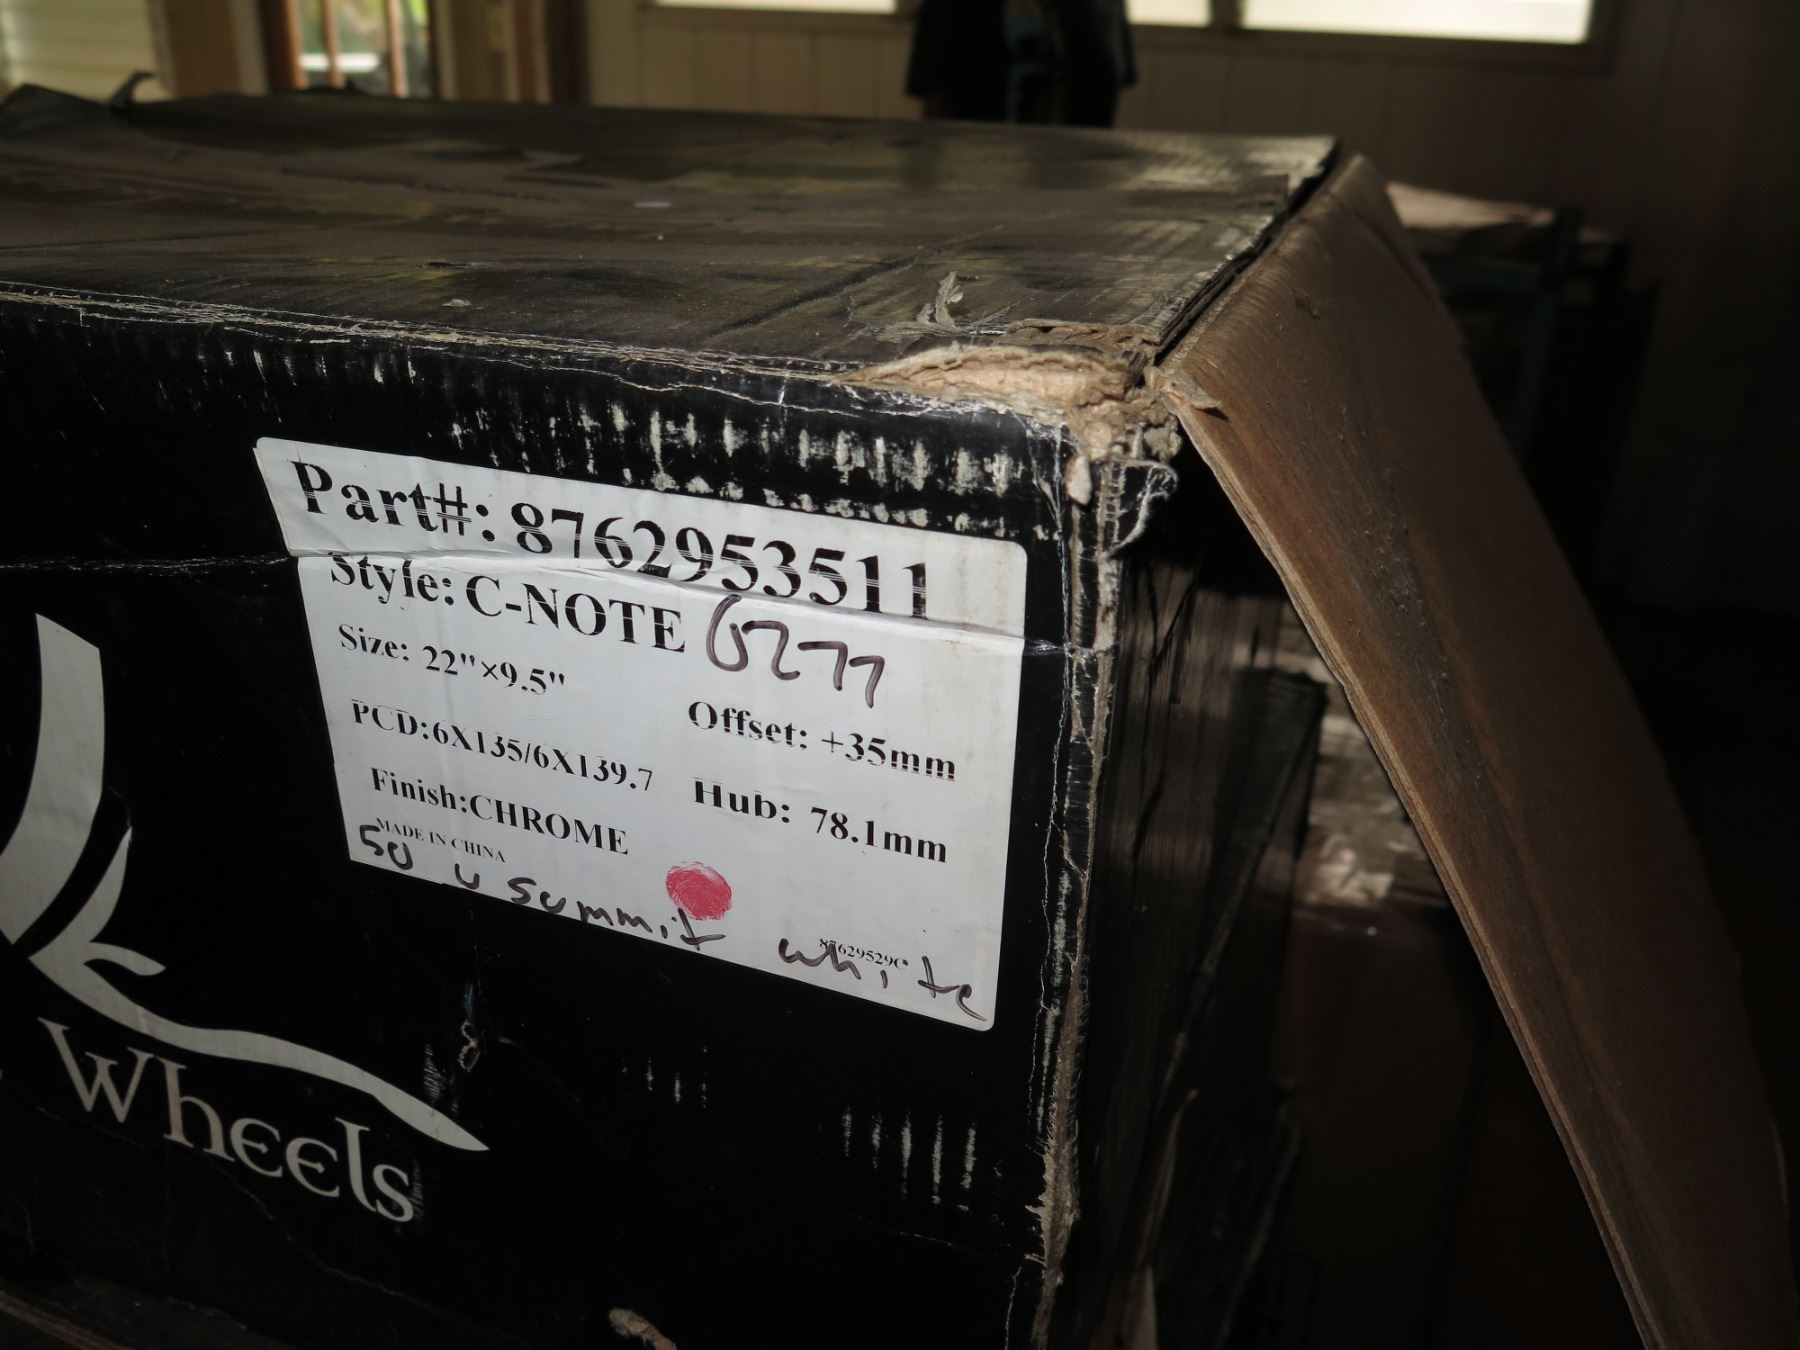 Part#: 8762953511
Style: C-NOTE 6277
Size: 22"×9.5"
Offset: +35mm
PCD:6X135/6X139.7
Hub: 78.1mm
Finish:CHROME
MADE IN CHINA
50 u summit white
Wheels